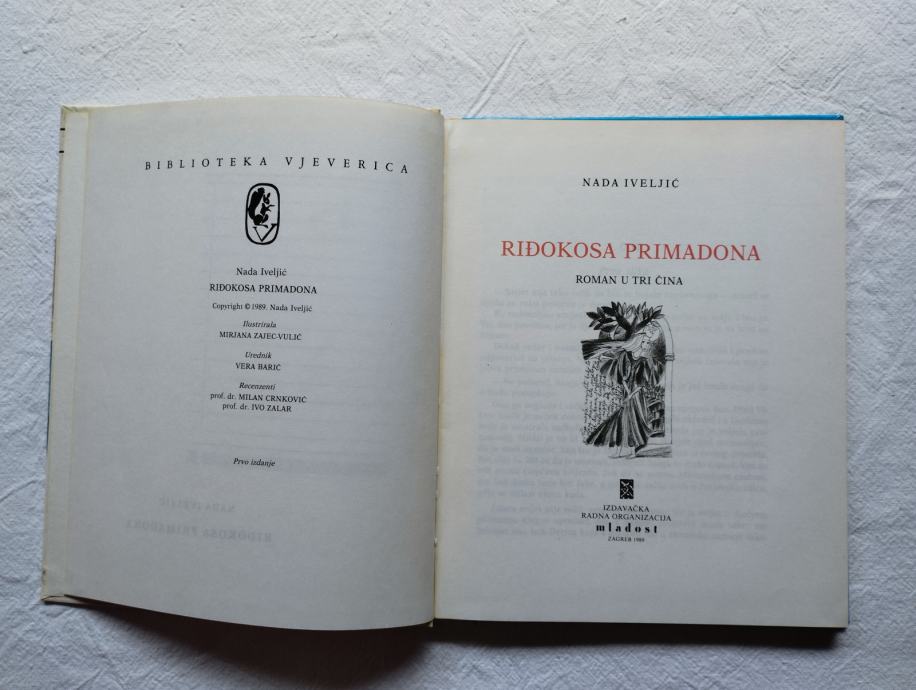 BIBLIOTEKA VJEVERICA
Nada Iveljić
RIĐOKOSA PRIMADONA
Copyright © 1989. Nada Iveljić
Ilustrirala
MIRJANA ZAJEC-VULIĆ
Urednik
VERA BARIĆ
Recenzenti
prof. dr. MILAN CRNKOVIĆ
prof. dr. IVO ZALAR
Prvo izdanje
NADA IVELJIĆ
RIĐOKOSA PRIMADONA
ROMAN U TRI ČINA
IZDAVAČKA
RADNA ORGANIZACIJA
mladost
ZAGREB 1989